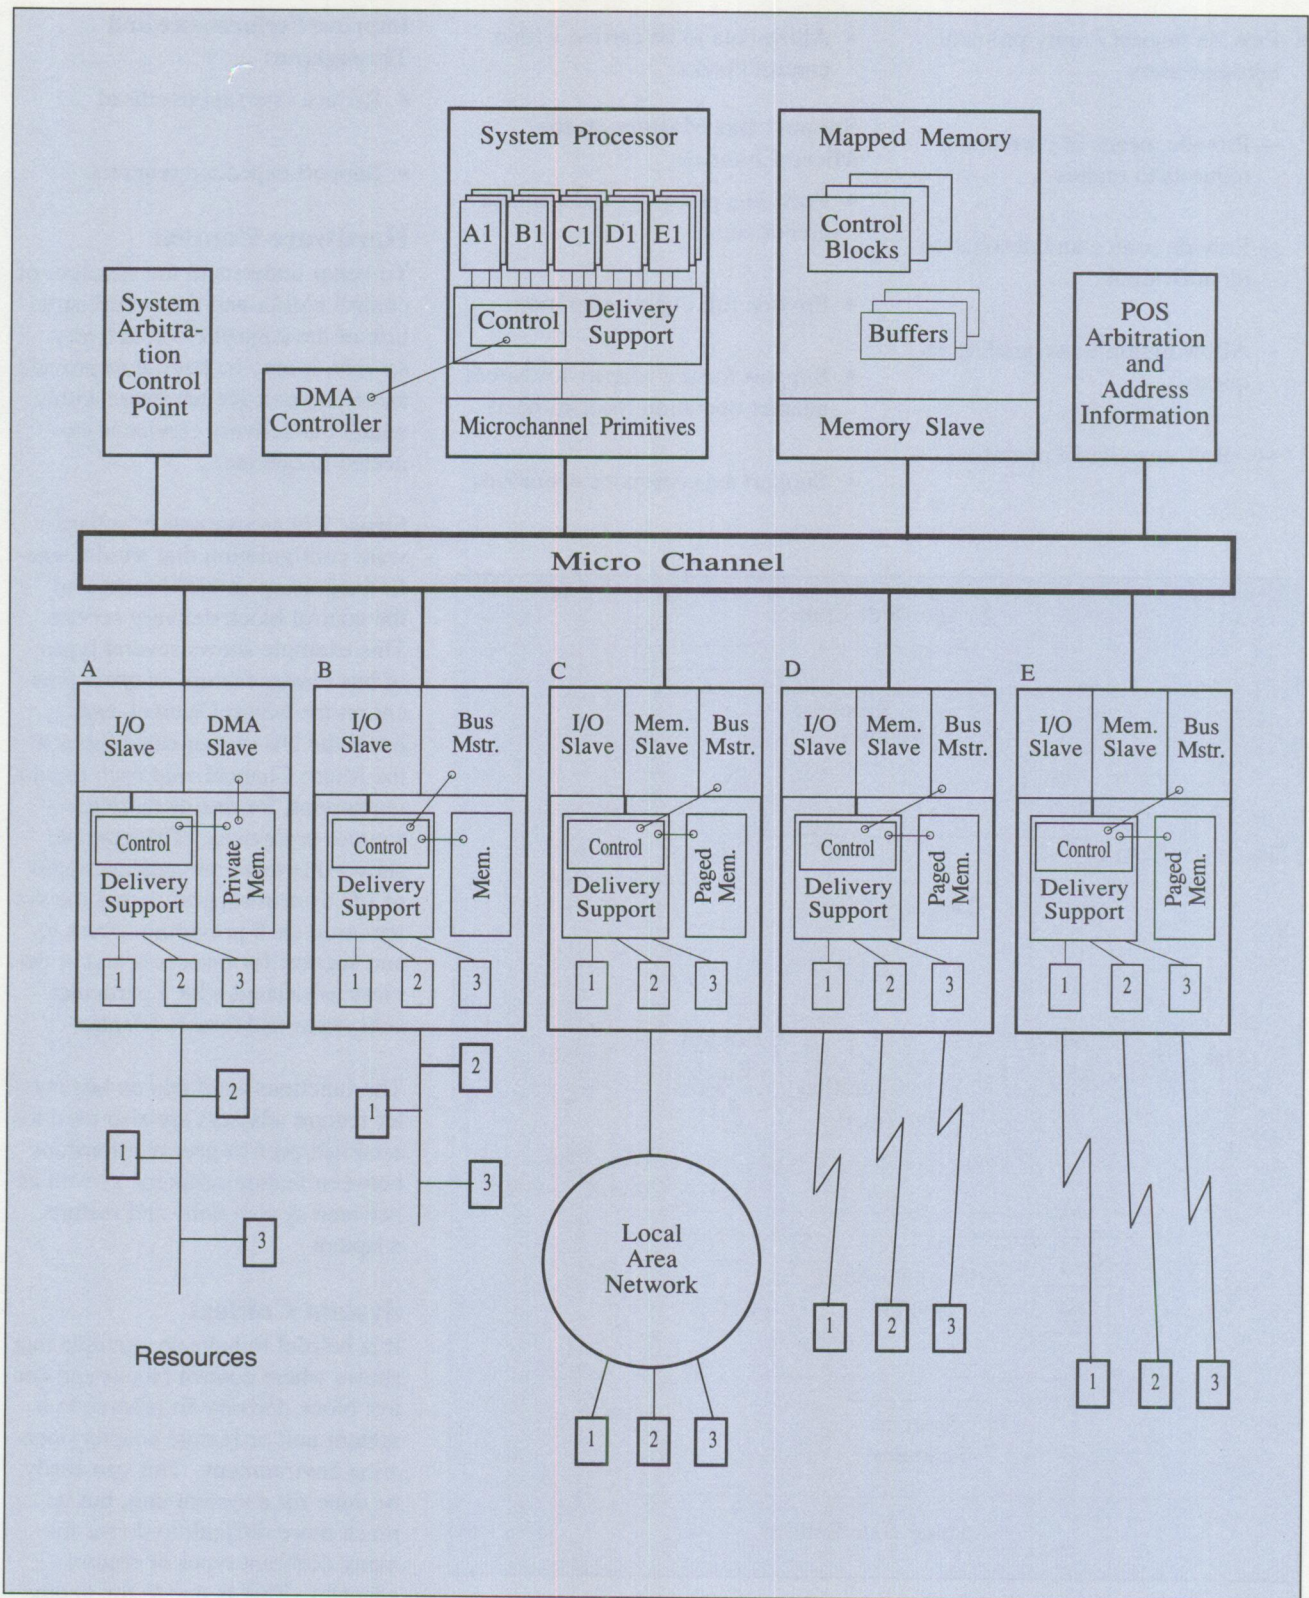 System Processor
A1 B1 C1 D1 E1
Control
Delivery
Support
Microchannel Primitives
Mapped Memory
Control
Blocks
Buffers
Memory Slave
System
Arbitra-
tion
Control
Point
DMA
Controller
POS
Arbitration
and
Address
Information
Micro Channel
A
I/O
Slave
DMA
Slave
Control
Delivery
Support
Private
Mem.
1 2 3
B
I/O
Slave
Bus
Mstr.
Control
Delivery
Support
Mem.
1 2 3
C
I/O
Slave
Mem.
Slave
Bus
Mstr.
Control
Delivery
Support
Paged
Mem.
1 2 3
D
I/O
Slave
Mem.
Slave
Bus
Mstr.
Control
Delivery
Support
Paged
Mem.
1 2 3
E
I/O
Slave
Mem.
Slave
Bus
Mstr.
Control
Delivery
Support
Paged
Mem.
1 2 3
2
1
3
2
1
3
Local
Area
Network
1 2 3
1 2 3
1 2 3
Resources